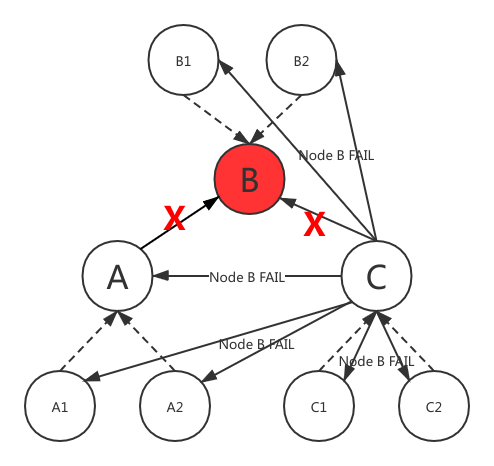 B1
B2
Node B FAIL
B
X
X
A
Node B FAIL
C
Node B FAIL
Node B FAIL
A1
A2
C1
C2